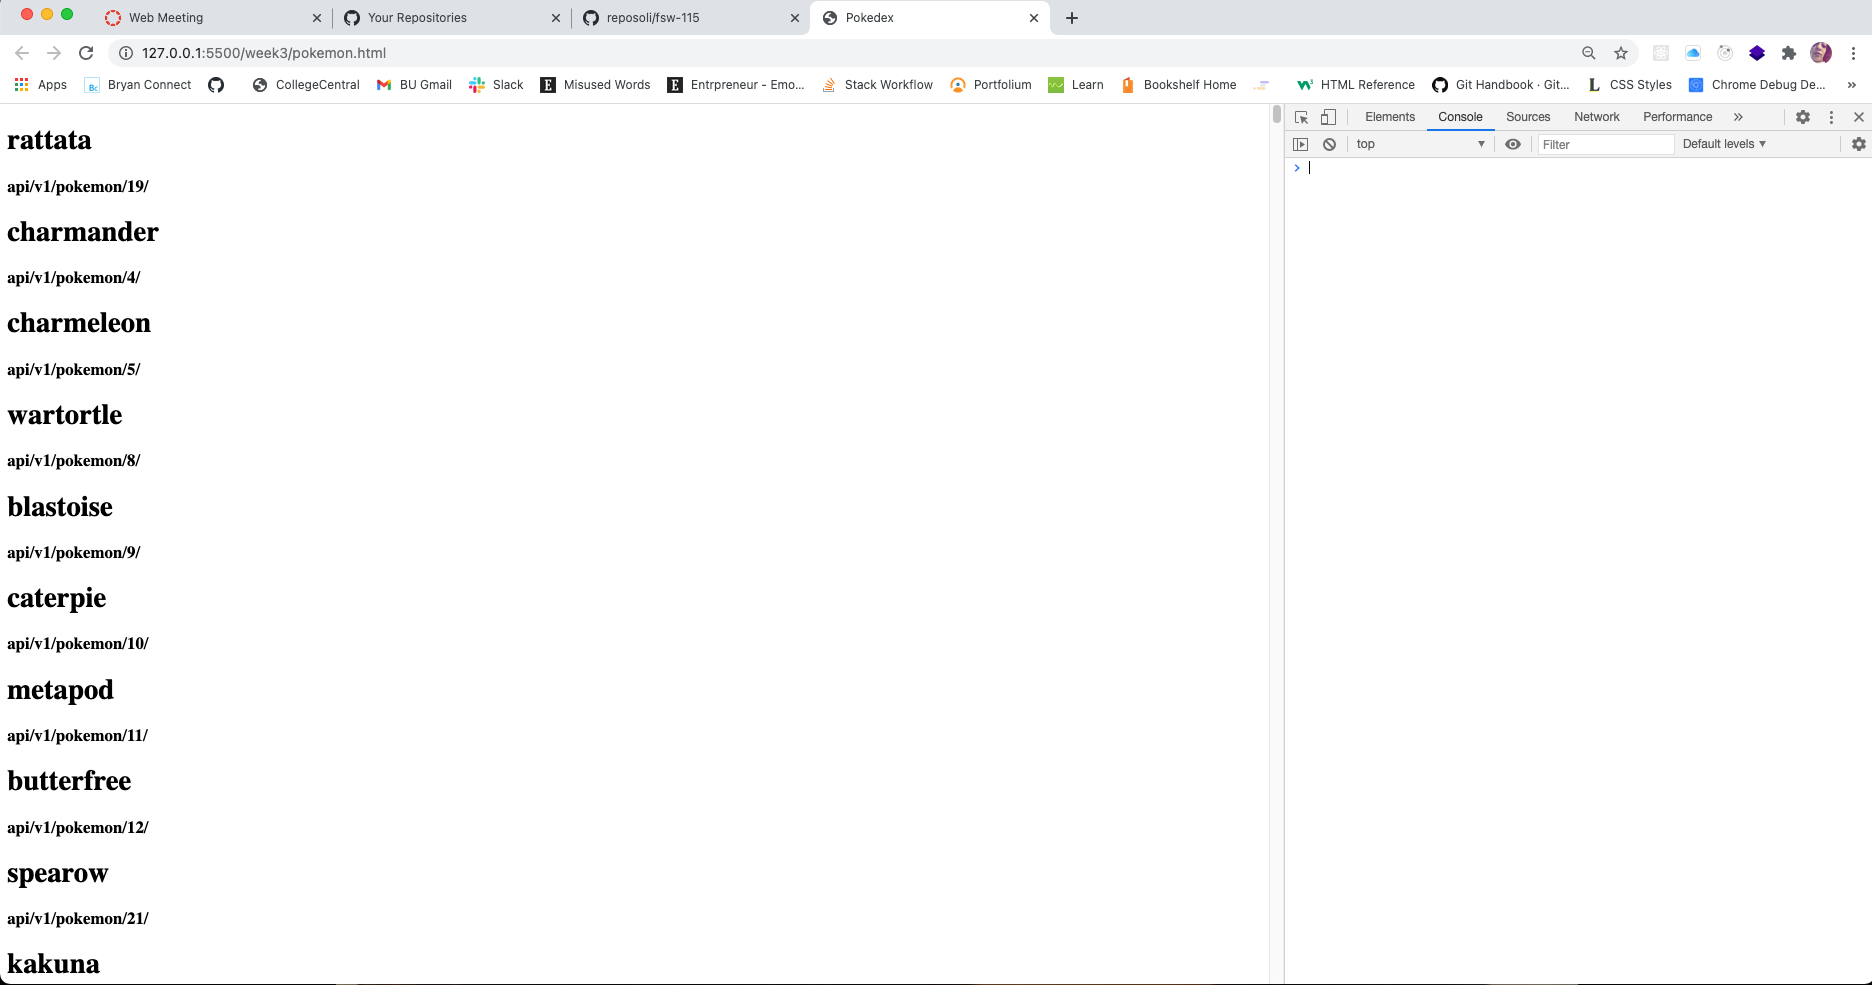 Web Meeting
Your Repositories
reposoli/fsw-115
Pokedex
127.0.0.1:5500/week3/pokemon.html
Apps
Bc Bryan Connect
CollegeCentral
BU Gmail
Slack
E Misused Words
E Entrpreneur - Emo...
Stack Workflow
Portfolium
Learn
Bookshelf Home
HTML Reference
Git Handbook · Git...
L CSS Styles
Chrome Debug De...
»
rattata
api/v1/pokemon/19/
charmander
api/v1/pokemon/4/
charmeleon
api/v1/pokemon/5/
wartortle
api/v1/pokemon/8/
blastoise
api/v1/pokemon/9/
caterpie
api/v1/pokemon/10/
metapod
api/v1/pokemon/11/
butterfree
api/v1/pokemon/12/
spearow
api/v1/pokemon/21/
kakuna
Elements Console Sources Network Performance »
top
Filter
Default levels